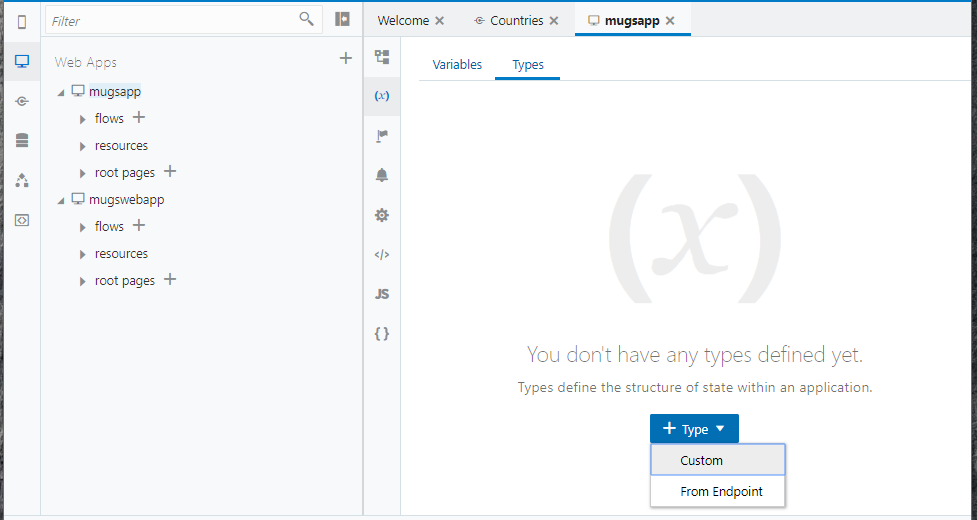 Filter
Web Apps
mugsapp
flows
resources
root pages
mugswebapp
flows
resources
root pages
Welcome
Countries
mugsapp
(x)
JS
{ }
</>
Variables
Types
(x)
You don't have any types defined yet.
Types define the structure of state within an application.
+ Type
Custom
From Endpoint